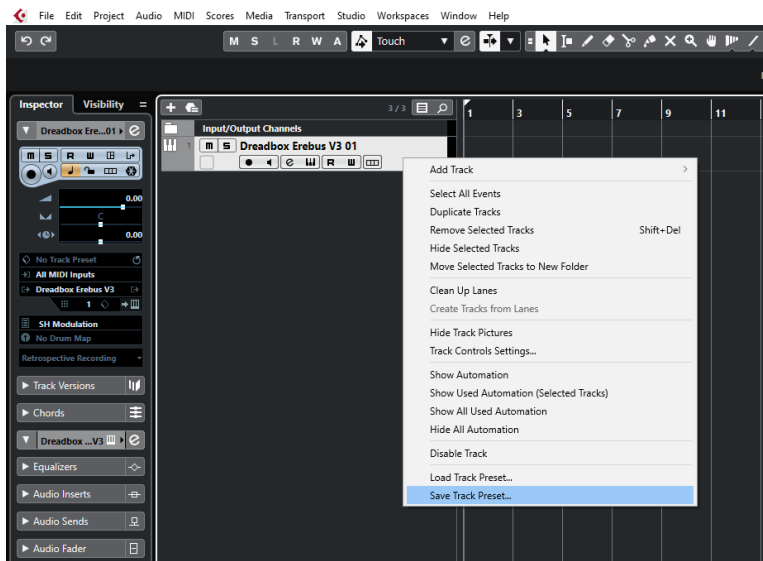 File Edit Project Audio MIDI Scores Media Transport Studio Workspaces Window Help
M S L R W A Touch
Inspector Visibility
3 / 3
1 3 5 7 9 11
Dreadbox Ere...01
Input/Output Channels
1 m S Dreadbox Erebus V3 01
R W
m S R W
0.00
C
0.00
No Track Preset
All MIDI Inputs
Dreadbox Erebus V3
1
SH Modulation
No Drum Map
Retrospective Recording
Track Versions
Chords
Dreadbox ...V3
Equalizers
Audio Inserts
Audio Sends
Audio Fader
Add Track
Select All Events
Duplicate Tracks
Remove Selected Tracks Shift+Del
Hide Selected Tracks
Move Selected Tracks to New Folder
Clean Up Lanes
Create Tracks from Lanes
Hide Track Pictures
Track Controls Settings...
Show Automation
Show Used Automation (Selected Tracks)
Show All Used Automation
Hide All Automation
Disable Track
Load Track Preset...
Save Track Preset...